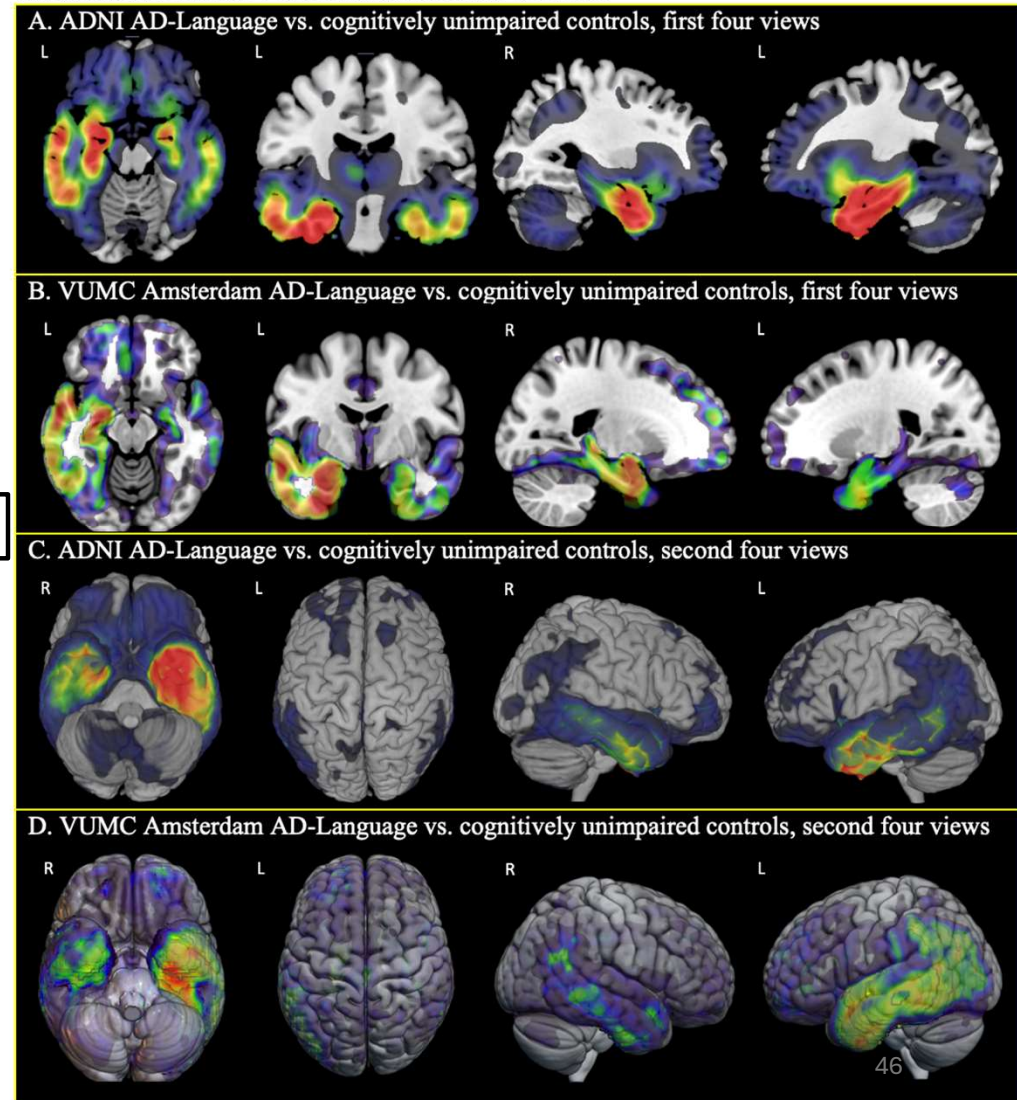 A. ADNI AD-Language vs. cognitively unimpaired controls, first four views
L L R L
B. VUMC Amsterdam AD-Language vs. cognitively unimpaired controls, first four views
L L R L
C. ADNI AD-Language vs. cognitively unimpaired controls, second four views
R L R L
D. VUMC Amsterdam AD-Language vs. cognitively unimpaired controls, second four views
R L R L
46